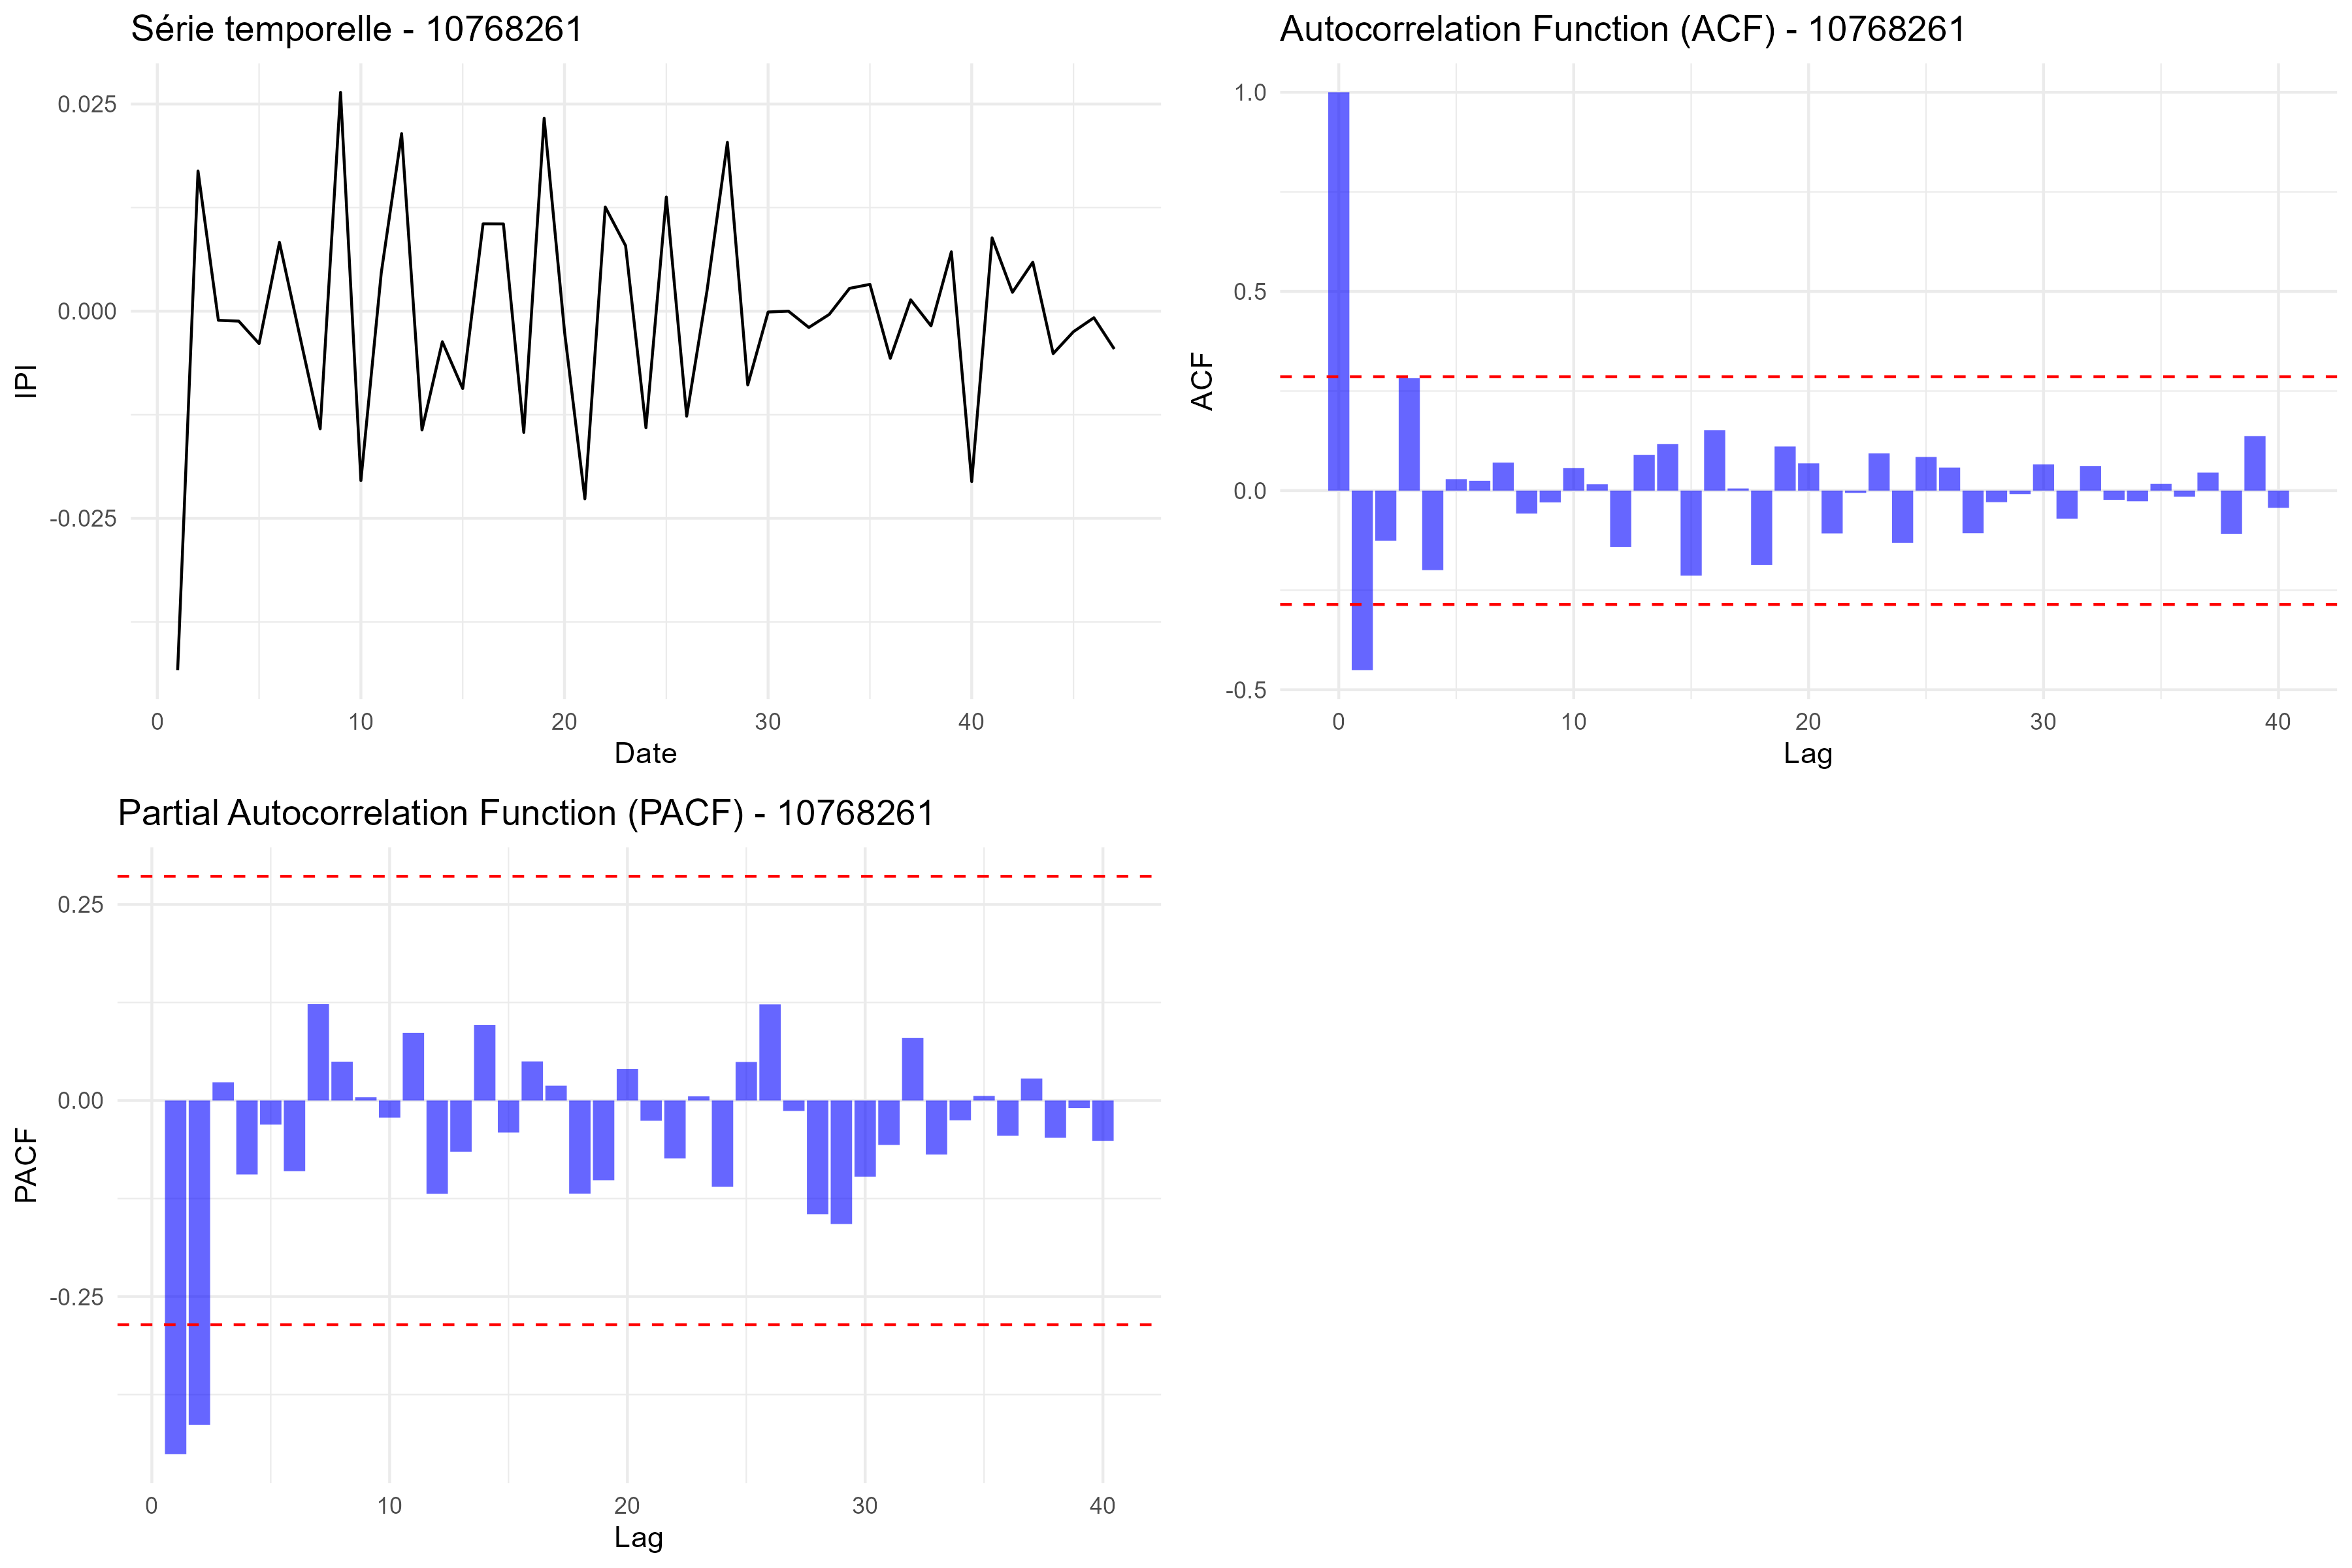 Série temporelle - 10768261
IPI
0.025
0.000
-0.025
0
10
20
30
40
Date
Autocorrelation Function (ACF) - 10768261
ACF
1.0
0.5
0.0
-0.5
0
10
20
30
40
Lag
Partial Autocorrelation Function (PACF) - 10768261
PACF
0.25
0.00
-0.25
0
10
20
30
40
Lag